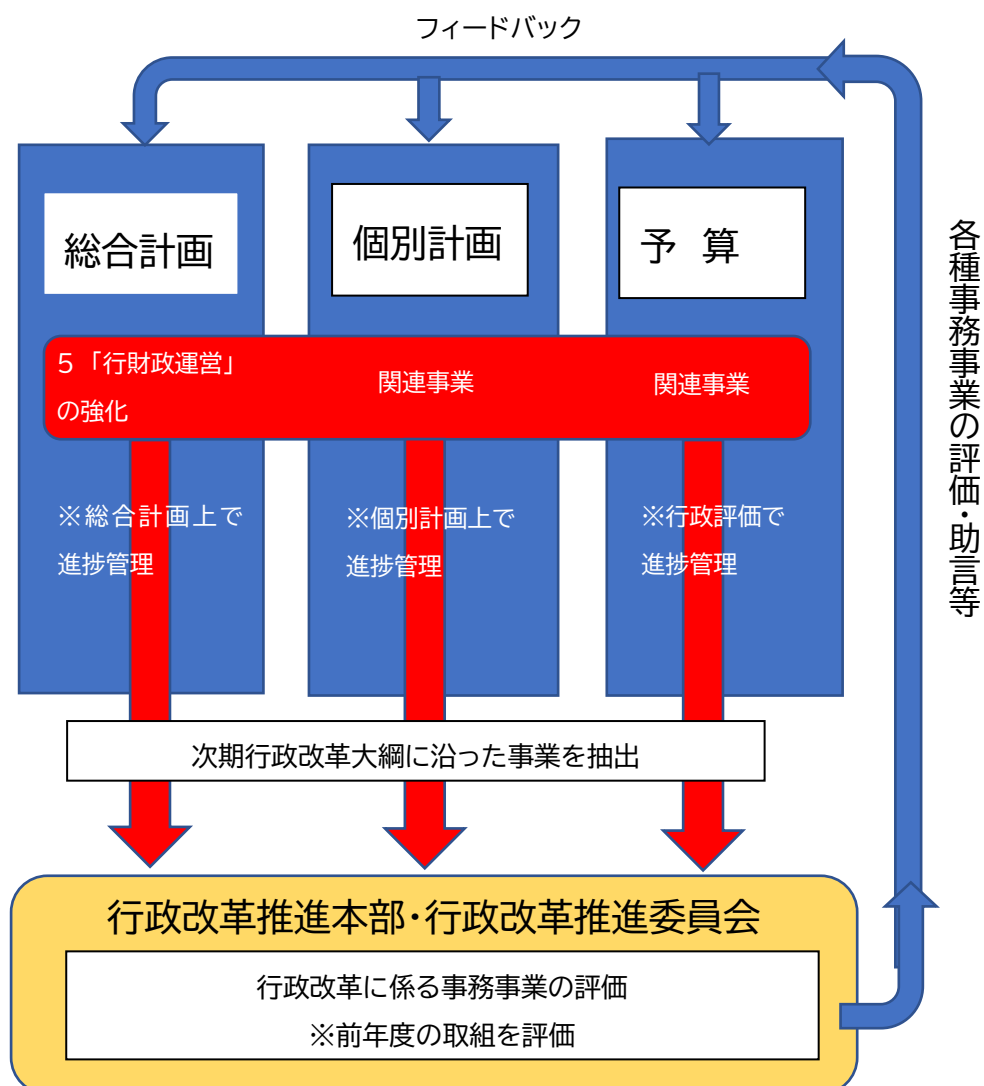 フィードバック
総合計画
個別計画
予 算
5「行財政運営」
の強化
関連事業
関連事業
※総合計画上で
進捗管理
※個別計画上で
進捗管理
※行政評価で
進捗管理
次期行政改革大綱に沿った事業を抽出
行政改革推進本部・行政改革推進委員会
行政改革に係る事務事業の評価
※前年度の取組を評価
各種事務事業の評価・助言等